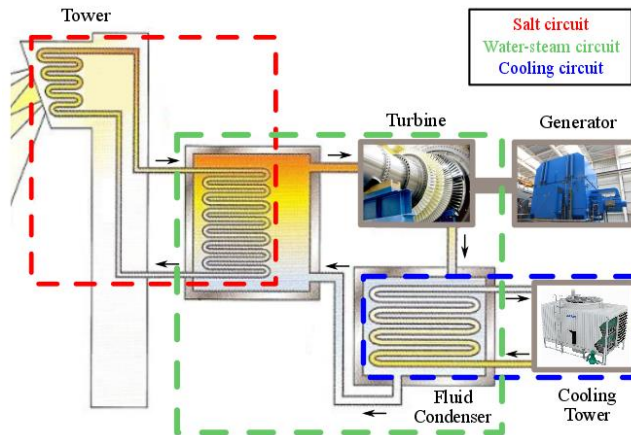 Tower
Salt circuit
Water-steam circuit
Cooling circuit
Turbine
Generator
Fluid
Condenser
Cooling
Tower